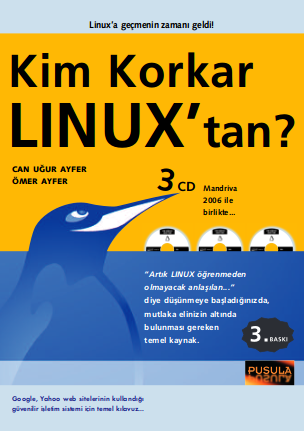 Linux'a geçmenin zamanı geldi!
Kim Korkar
LINUX'tan?
CAN UĞUR AYFER
ÖMER AYFER
3 CD
Mandriva
2006 ile
birlikte...
"Artık LINUX öğrenmeden
olmayacak anlaşılan..."
diye düşünmeye başladığınızda,
mutlaka elinizin altında
bulunması gereken
temel kaynak.
3. BASKI
PUSULA
Google, Yahoo web sitelerinin kullandığı
güvenilir işletim sistemi için temel kılavuz...